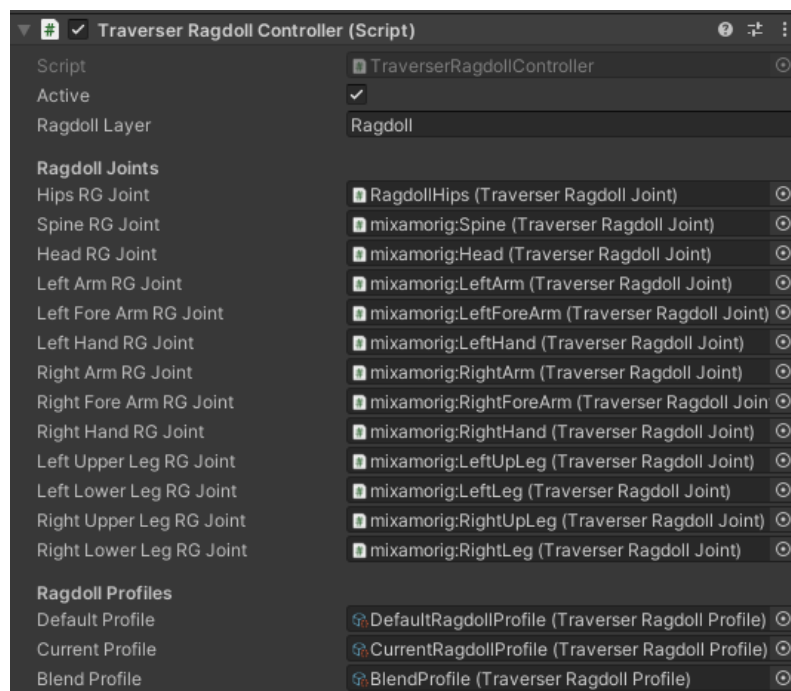 Traverser Ragdoll Controller (Script)
Script TraverserRagdollController
Active
Ragdoll Layer Ragdoll
Ragdoll Joints
Hips RG Joint RagdollHips (Traverser Ragdoll Joint)
Spine RG Joint mixamorig:Spine (Traverser Ragdoll Joint)
Head RG Joint mixamorig:Head (Traverser Ragdoll Joint)
Left Arm RG Joint mixamorig:LeftArm (Traverser Ragdoll Joint)
Left Fore Arm RG Joint mixamorig:LeftForeArm (Traverser Ragdoll Joint)
Left Hand RG Joint mixamorig:LeftHand (Traverser Ragdoll Joint)
Right Arm RG Joint mixamorig:RightArm (Traverser Ragdoll Joint)
Right Fore Arm RG Joint mixamorig:RightForeArm (Traverser Ragdoll Join
Right Hand RG Joint mixamorig:RightHand (Traverser Ragdoll Joint)
Left Upper Leg RG Joint mixamorig:LeftUpLeg (Traverser Ragdoll Joint)
Left Lower Leg RG Joint mixamorig:LeftLeg (Traverser Ragdoll Joint)
Right Upper Leg RG Joint mixamorig:RightUpLeg (Traverser Ragdoll Joint)
Right Lower Leg RG Joint mixamorig:RightLeg (Traverser Ragdoll Joint)
Ragdoll Profiles
Default Profile DefaultRagdollProfile (Traverser Ragdoll Profile)
Current Profile CurrentRagdollProfile (Traverser Ragdoll Profile)
Blend Profile BlendProfile (Traverser Ragdoll Profile)